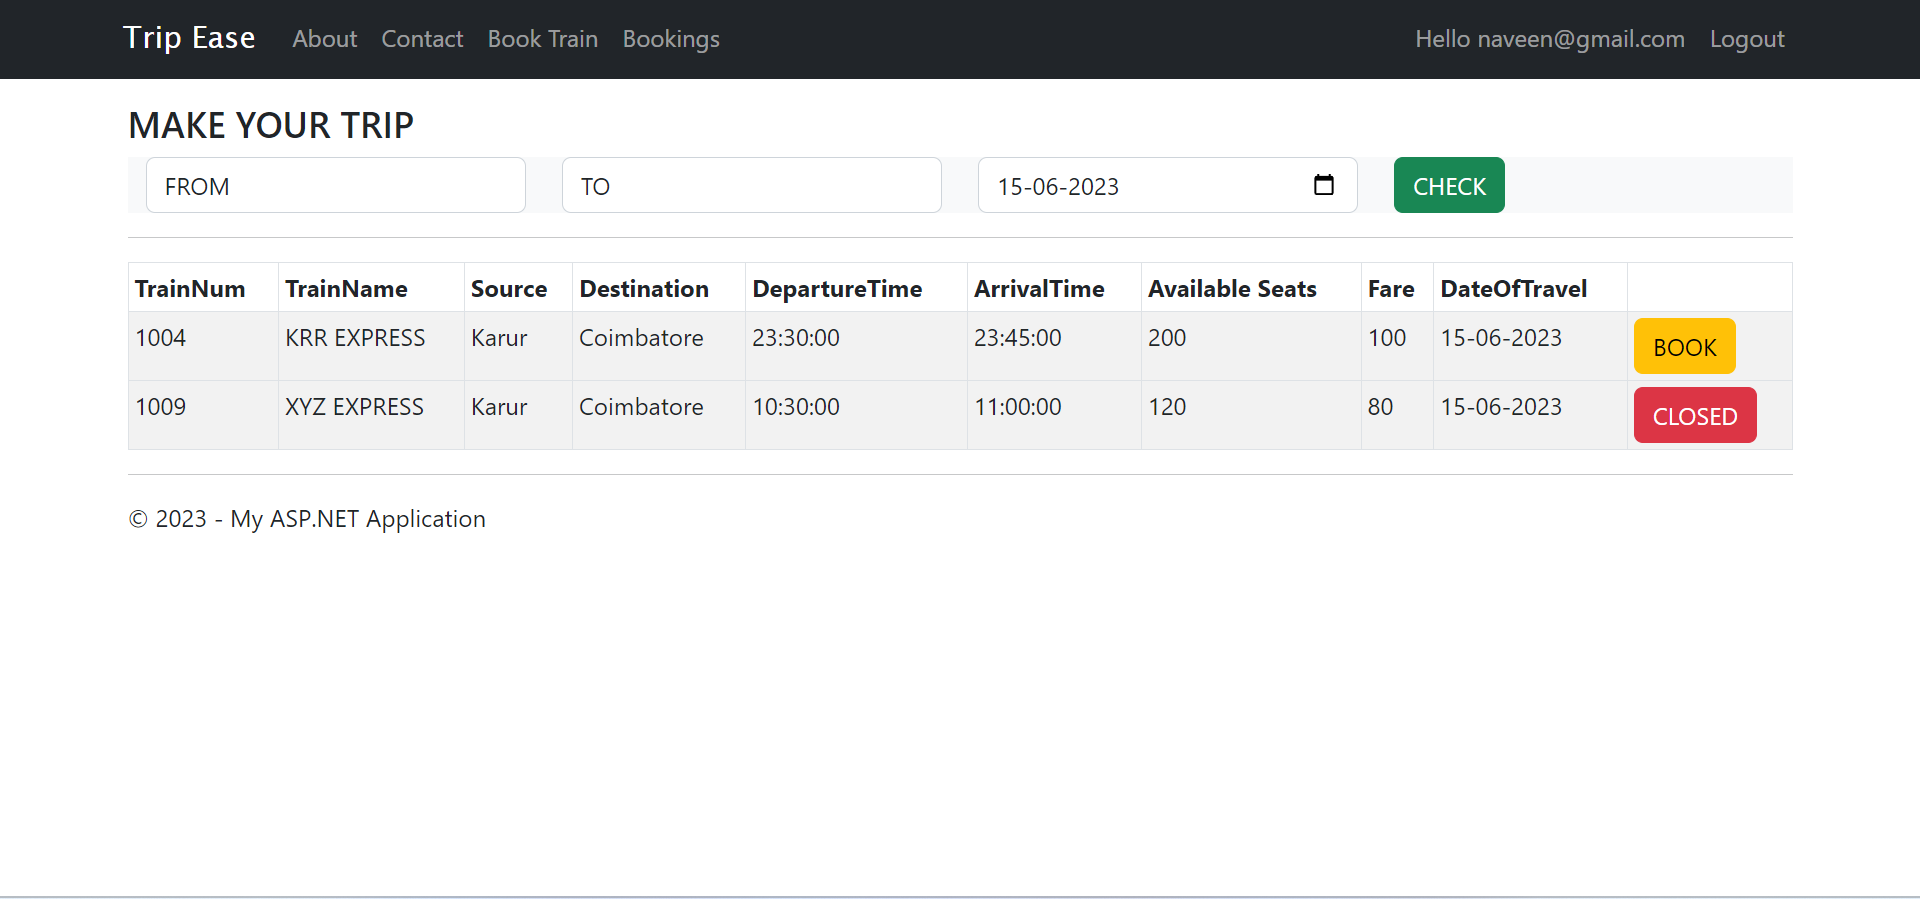 Trip Ease About Contact Book Train Bookings Hello naveen@gmail.com Logout
MAKE YOUR TRIP
FROM TO 15-06-2023 CHECK
TrainNum TrainName Source Destination DepartureTime ArrivalTime Available Seats Fare DateOfTravel
1004 KRR EXPRESS Karur Coimbatore 23:30:00 23:45:00 200 100 15-06-2023 BOOK
1009 XYZ EXPRESS Karur Coimbatore 10:30:00 11:00:00 120 80 15-06-2023 CLOSED
© 2023 - My ASP.NET Application